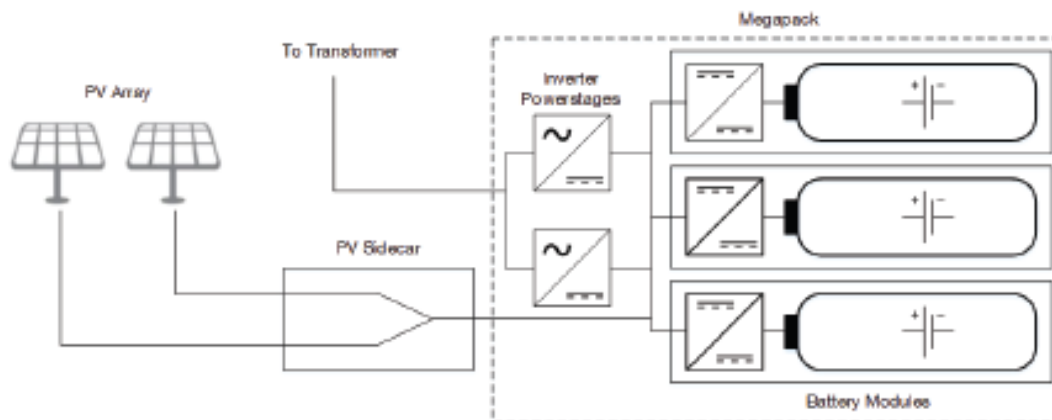 Megapack
To Transformer
PV Array
Inverter
Powerstages
PV Sidecar
Battery Modules